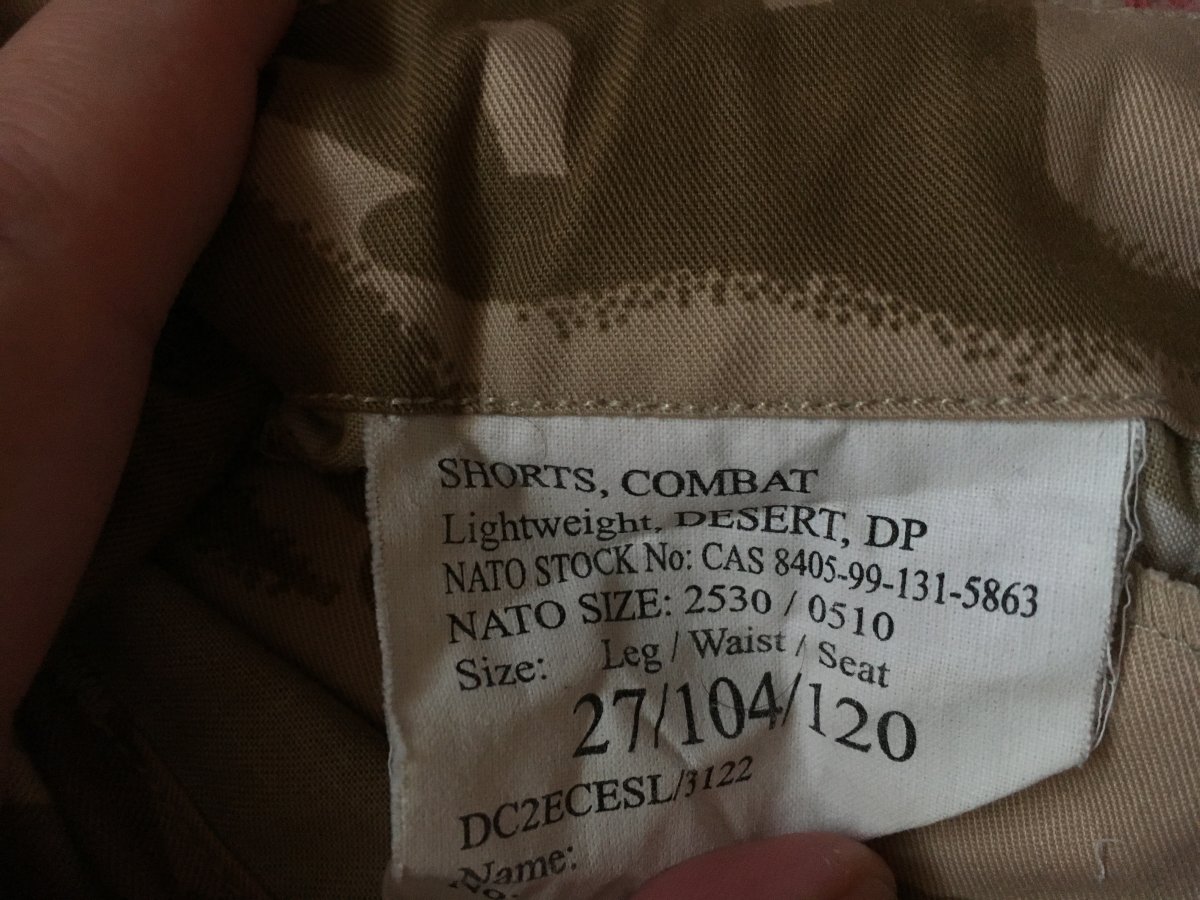 SHORTS, COMBAT
Lightweight, DESERT, DP
NATO STOCK No: CAS 8405-99-131-5863
NATO SIZE: 2530 / 0510
Size: Leg / Waist / Seat
27/104/120
DC2ECESL/3122
Name: